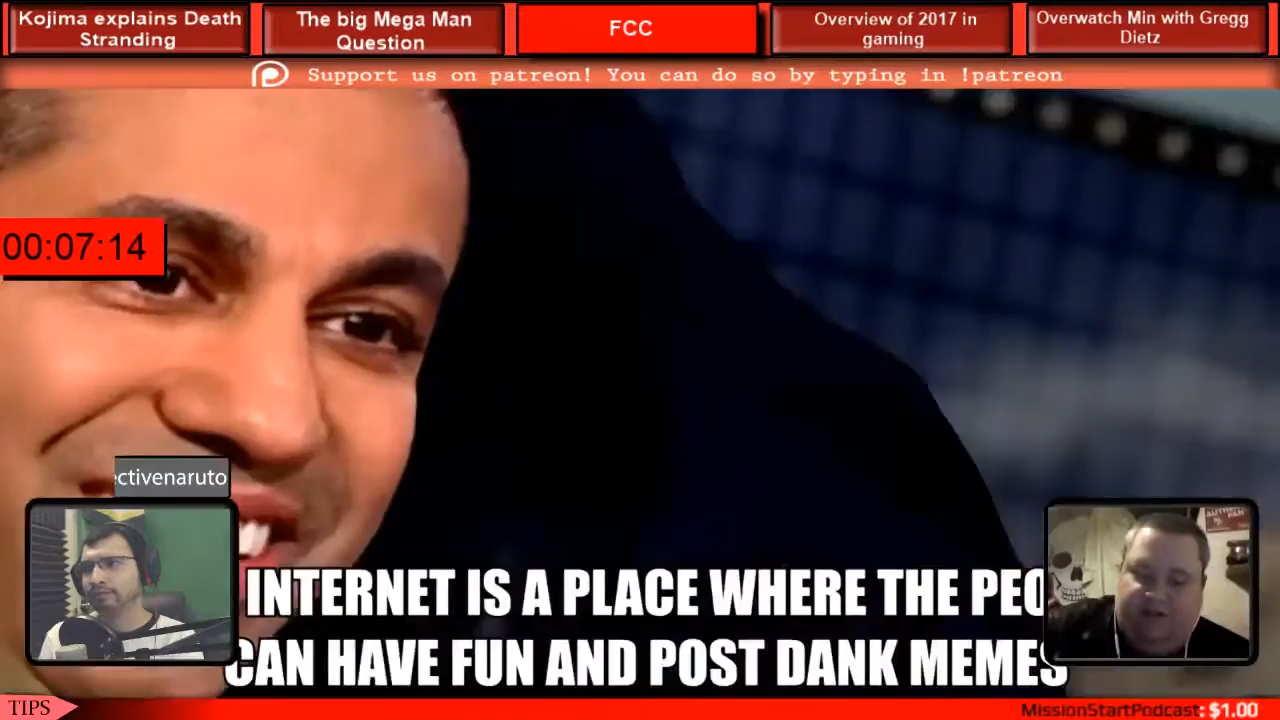 Kojima explains Death
Stranding
The big Mega Man
Question
FCC
Overview of 2017 in
gaming
Overwatch Min with Gregg
Dietz
Support us on patreon! You can do so by typing in !patreon
00:07:14
ctivenaruto
INTERNET IS A PLACE WHERE THE PEO
CAN HAVE FUN AND POST DANK MEMES
TIPS
MissionStartPodcast: $1.00